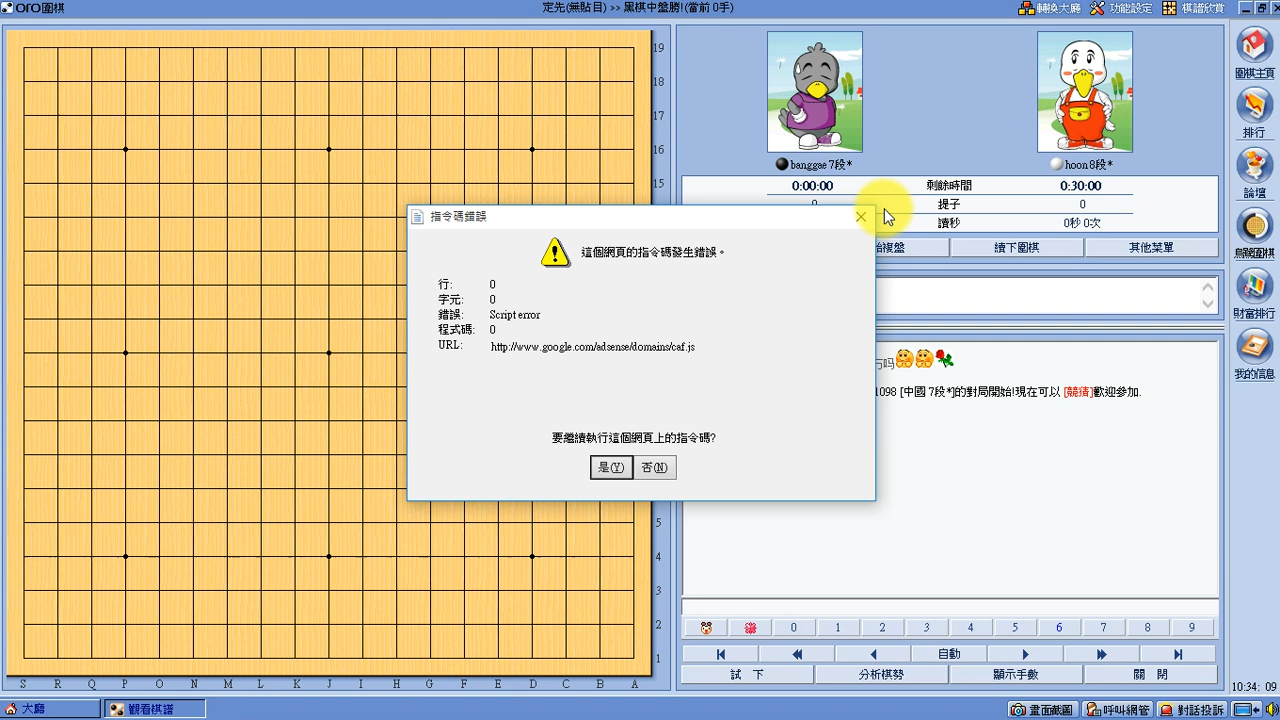 oro圍棋
定先(無貼目) >> 黑棋中盤勝!(當前 0手)
轉換大廳 功能設定 棋譜欣賞
19
18
17
16
15
5
4
3
2
1
S R Q P O N M L K J I H G F E D C B A
banggae 7段*
hoon 8段*
0:00:00 剩餘時間 0:30:00
0 提子 0
讀秒 0秒 0次
始複盤 續下圍棋 其他菜單
指令碼錯誤
這個網頁的指令碼發生錯誤。
行: 0
字元: 0
錯誤: Script error
程式碼: 0
URL: http://www.google.com/adsense/domains/caf.js
要繼續執行這個網頁上的指令碼?
是(Y) 否(N)
吗
1098 [中國 7段*]的對局開始!現在可以 [競猜]歡迎參加.
0 1 2 3 4 5 6 7 8 9
自動
試 下 分析棋勢 顯示手數 關 閉
圍棋主頁
排行
論壇
烏鷺圍棋
財富排行
我的信息
10:34: 09
大廳 觀看棋譜
畫面截圖 呼叫網管 對話投訴